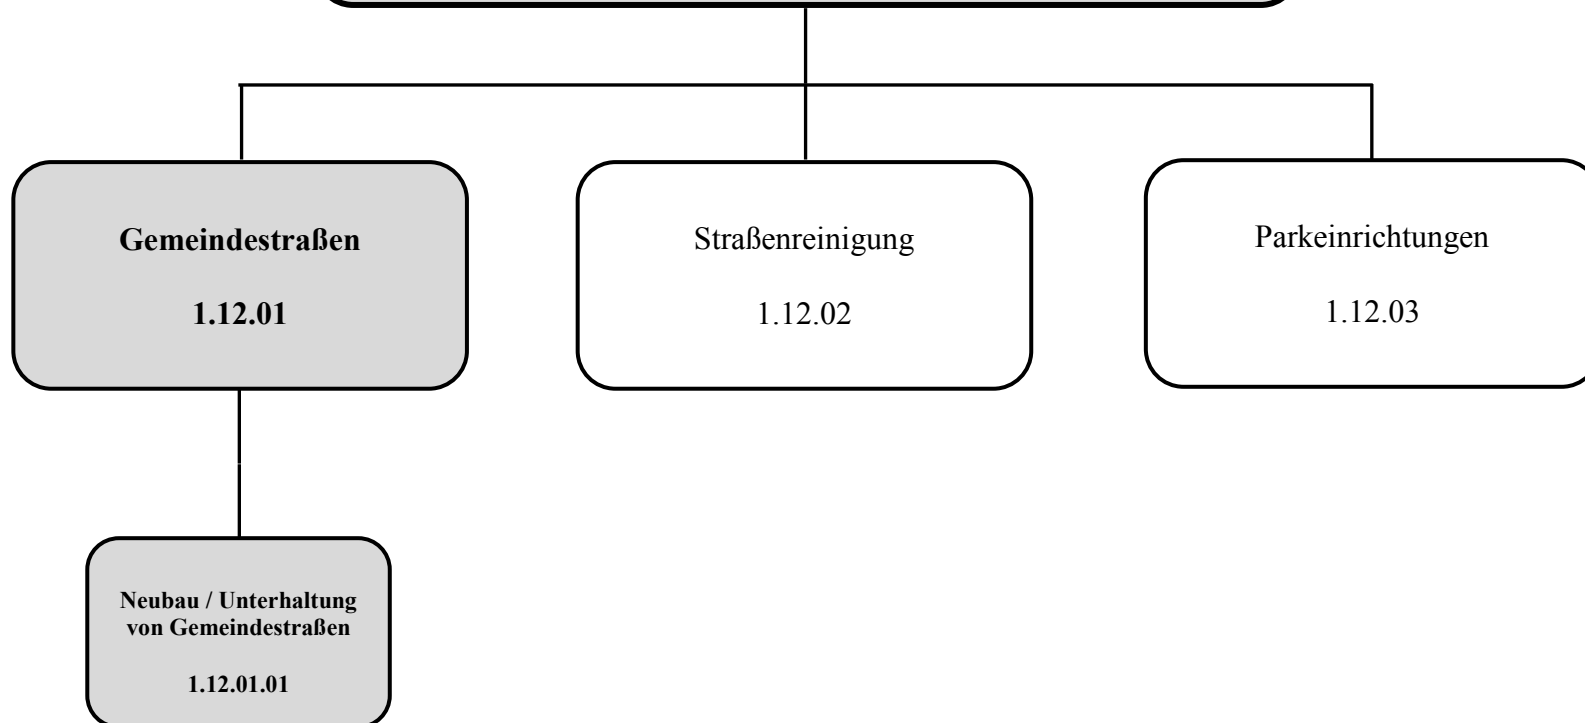 Gemeindestraßen
1.12.01
Straßenreinigung
1.12.02
Parkeinrichtungen
1.12.03
Neubau / Unterhaltung
von Gemeindestraßen
1.12.01.01